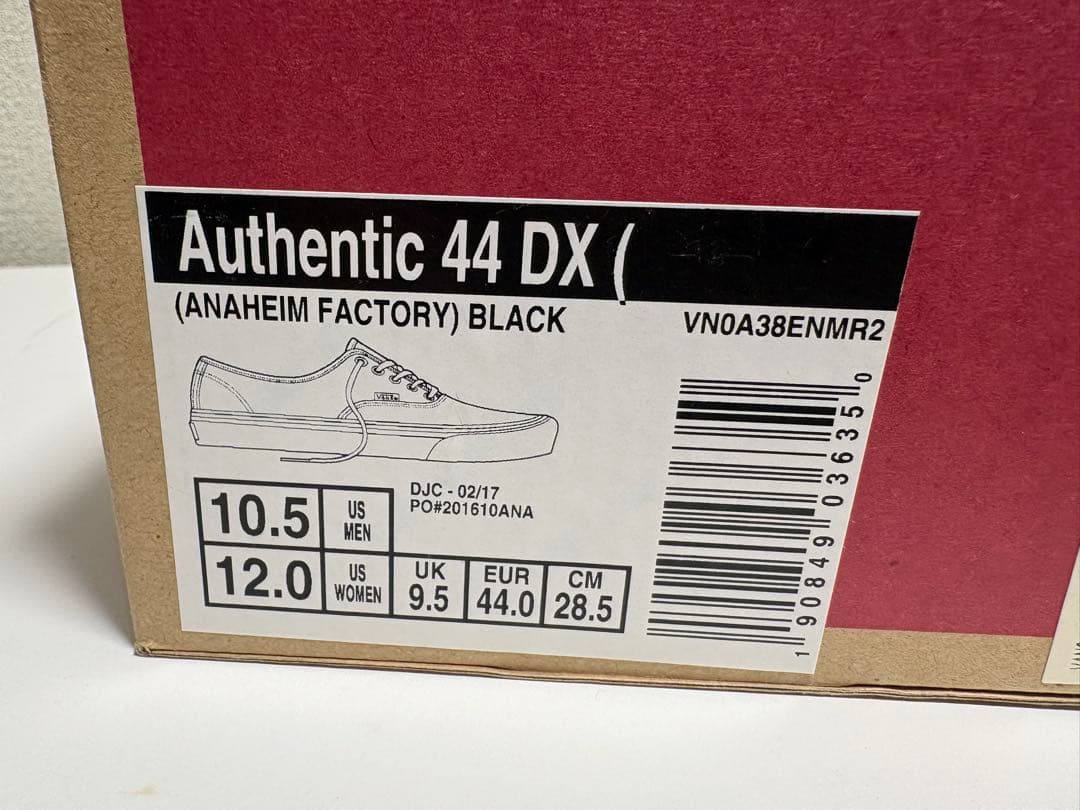 Authentic 44 DX (
(ANAHEIM FACTORY) BLACK
VN0A38ENMR2
Vans
DJC - 02/17
PO#201610ANA
10.5 US MEN
12.0 US WOMEN
UK 9.5
EUR 44.0
CM 28.5
1 90849 03635 0